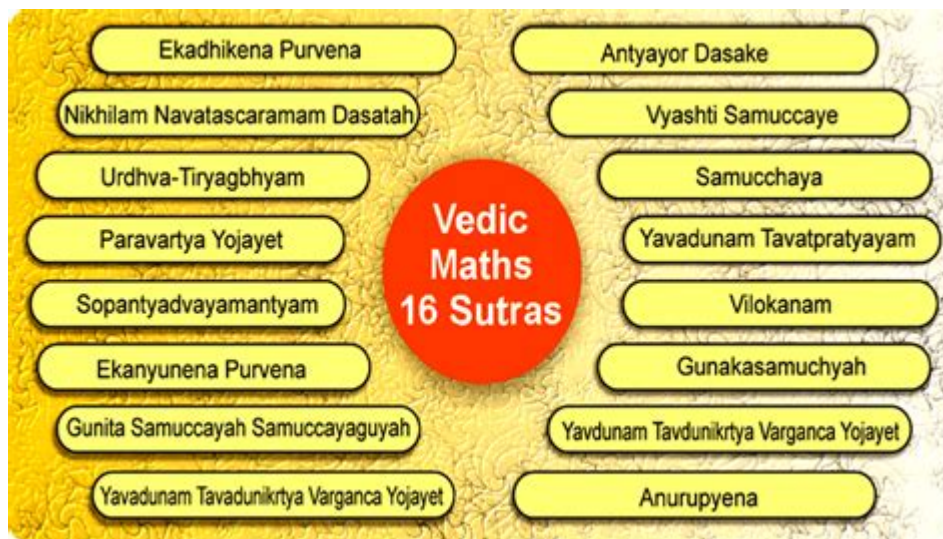 Ekadhikena Purvena
Nikhilam Navatascaramam Dasatah
Urdhva-Tiryagbhyam
Paravartya Yojayet
Sopantyadvayamantyam
Ekanyunena Purvena
Gunita Samuccayah Samuccayaguyah
Yavadunam Tavadunikrtya Varganca Yojayet
Vedic
Maths
16 Sutras
Antyayor Dasake
Vyashti Samuccaye
Samucchaya
Yavadunam Tavatpratyayam
Vilokanam
Gunakasamuchyah
Yavdunam Tavdunikrtya Varganca Yojayet
Anurupyena